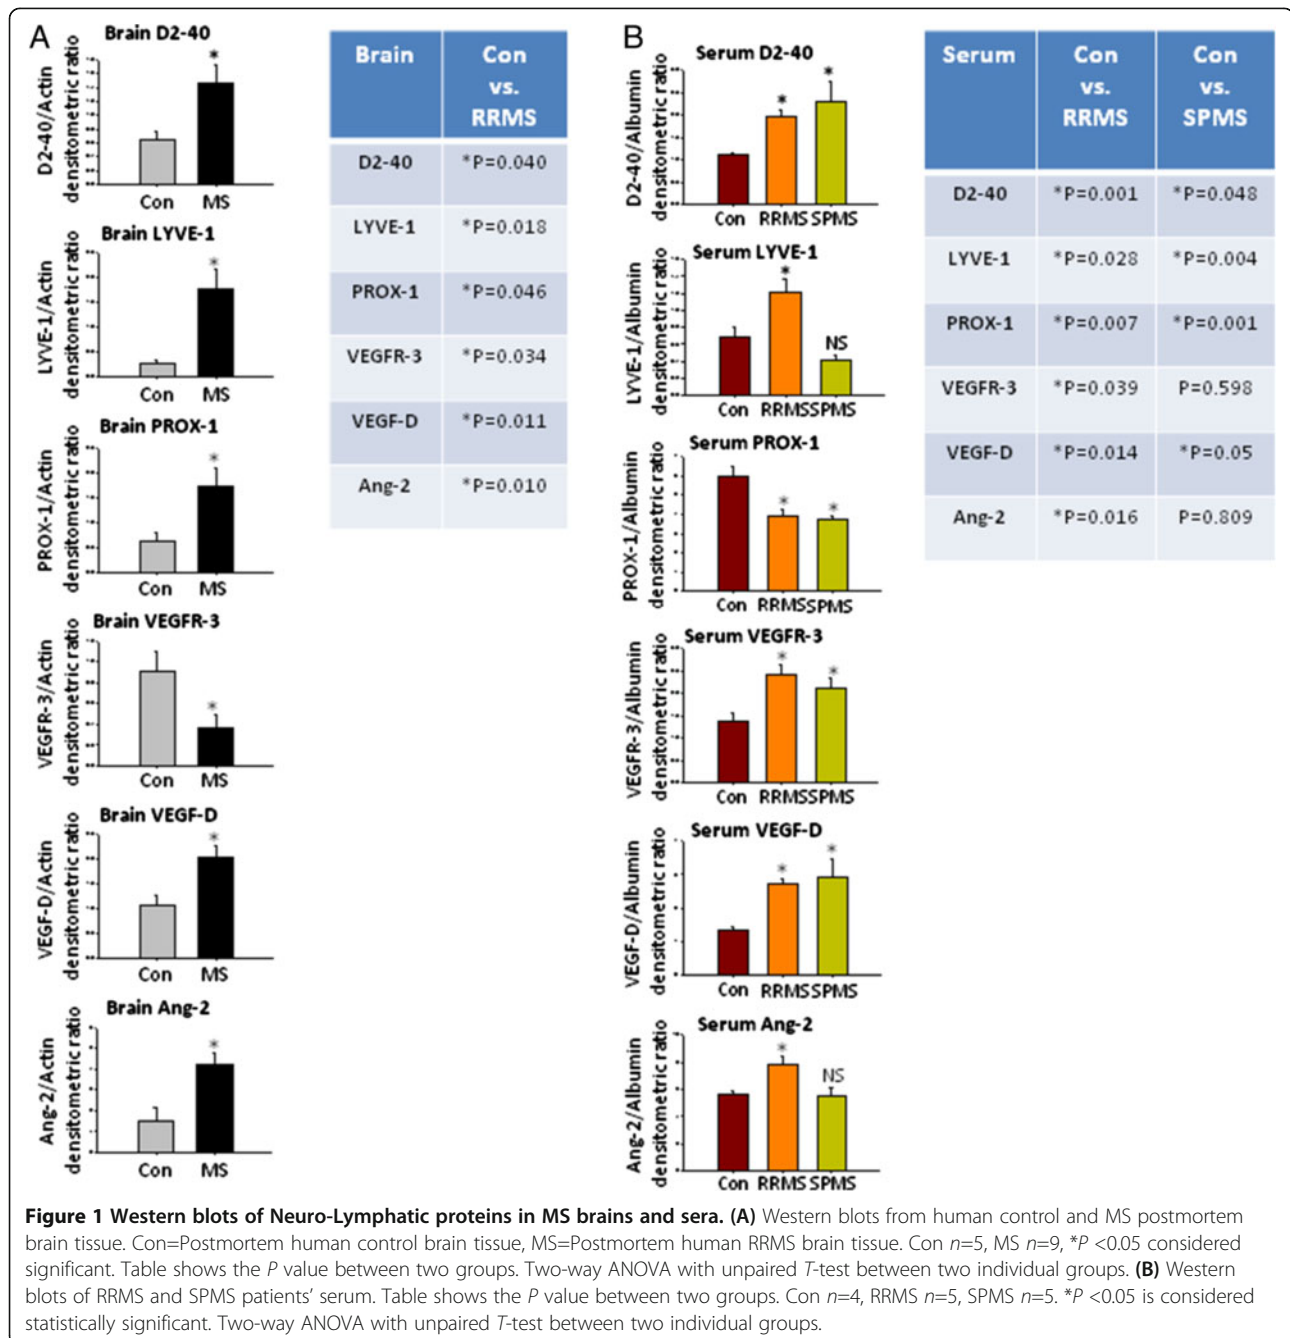 A
Brain D2-40
D2-40/Actin
densitometric ratio
*
Con MS
Brain LYVE-1
LYVE-1/Actin
densitometric ratio
*
Con MS
Brain PROX-1
PROX-1/Actin
densitometric ratio
*
Con MS
Brain VEGFR-3
VEGFR-3/Actin
densitometric ratio
*
Con MS
Brain VEGF-D
VEGF-D/Actin
densitometric ratio
*
Con MS
Brain Ang-2
Ang-2/Actin
densitometric ratio
*
Con MS
Brain Con
vs.
RRMS
D2-40 *P=0.040
LYVE-1 *P=0.018
PROX-1 *P=0.046
VEGFR-3 *P=0.034
VEGF-D *P=0.011
Ang-2 *P=0.010
B
Serum D2-40
D2-40/Albumin
densitometric ratio
* *
Con RRMS SPMS
Serum LYVE-1
LYVE-1/Albumin
densitometric ratio
* NS
Con RRMS SPMS
Serum PROX-1
PROX-1/Albumin
densitometric ratio
* *
Con RRMS SPMS
Serum VEGFR-3
VEGFR-3/Albumin
densitometric ratio
* *
Con RRMS SPMS
Serum VEGF-D
VEGF-D/Albumin
densitometric ratio
* *
Con RRMS SPMS
Serum Ang-2
Ang-2/Albumin
densitometric ratio
* NS
Con RRMS SPMS
Serum Con Con
vs. vs.
RRMS SPMS
D2-40 *P=0.001 *P=0.048
LYVE-1 *P=0.028 *P=0.004
PROX-1 *P=0.007 *P=0.001
VEGFR-3 *P=0.039 P=0.598
VEGF-D *P=0.014 *P=0.05
Ang-2 *P=0.016 P=0.809
Figure 1 Western blots of Neuro-Lymphatic proteins in MS brains and sera. (A) Western blots from human control and MS postmortem
brain tissue. Con=Postmortem human control brain tissue, MS=Postmortem human RRMS brain tissue. Con n=5, MS n=9, *P <0.05 considered
significant. Table shows the P value between two groups. Two-way ANOVA with unpaired T-test between two individual groups. (B) Western
blots of RRMS and SPMS patients' serum. Table shows the P value between two groups. Con n=4, RRMS n=5, SPMS n=5. *P <0.05 is considered
statistically significant. Two-way ANOVA with unpaired T-test between two individual groups.